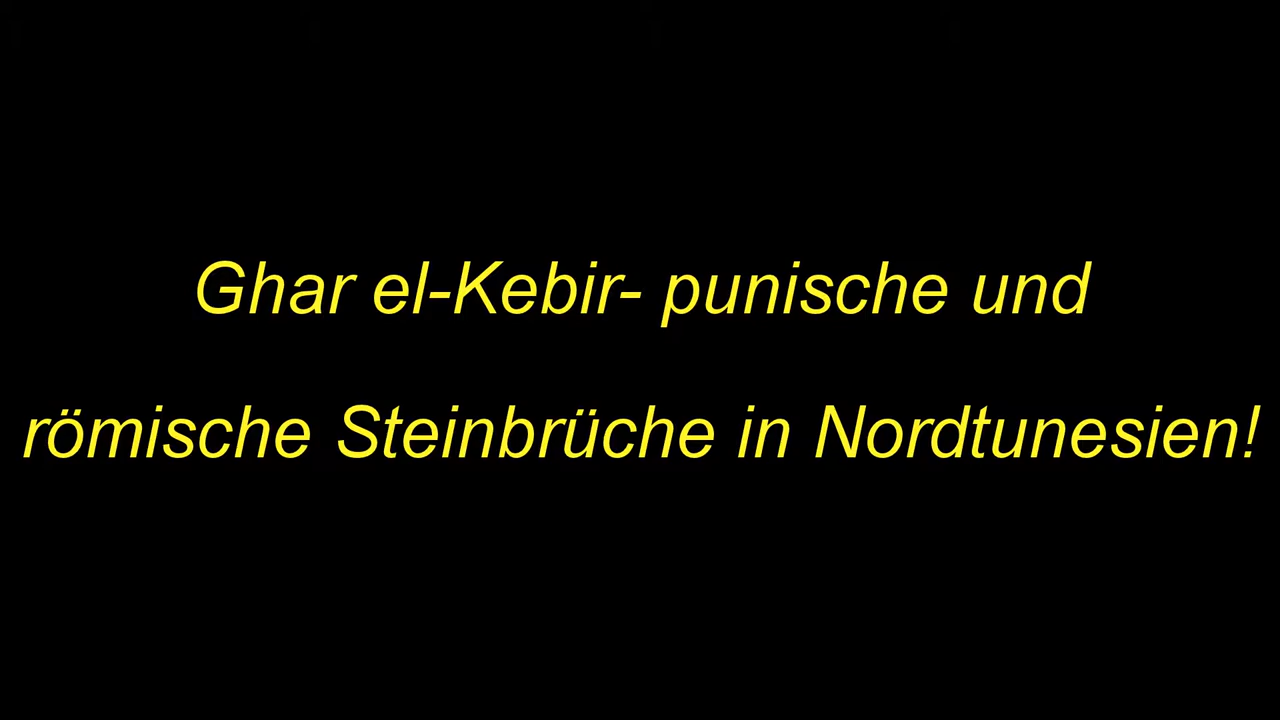 Ghar el-Kebir- punische und
römische Steinbrüche in Nordtunesien!